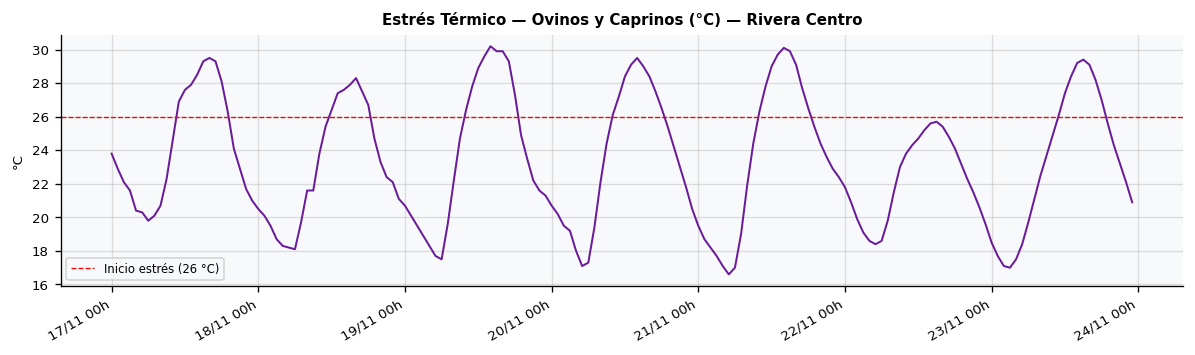 Estrés Térmico — Ovinos y Caprinos (°C) — Rivera Centro
°C
30
28
26
24
22
20
18
16
Inicio estrés (26 °C)
17/11 00h
18/11 00h
19/11 00h
20/11 00h
21/11 00h
22/11 00h
23/11 00h
24/11 00h